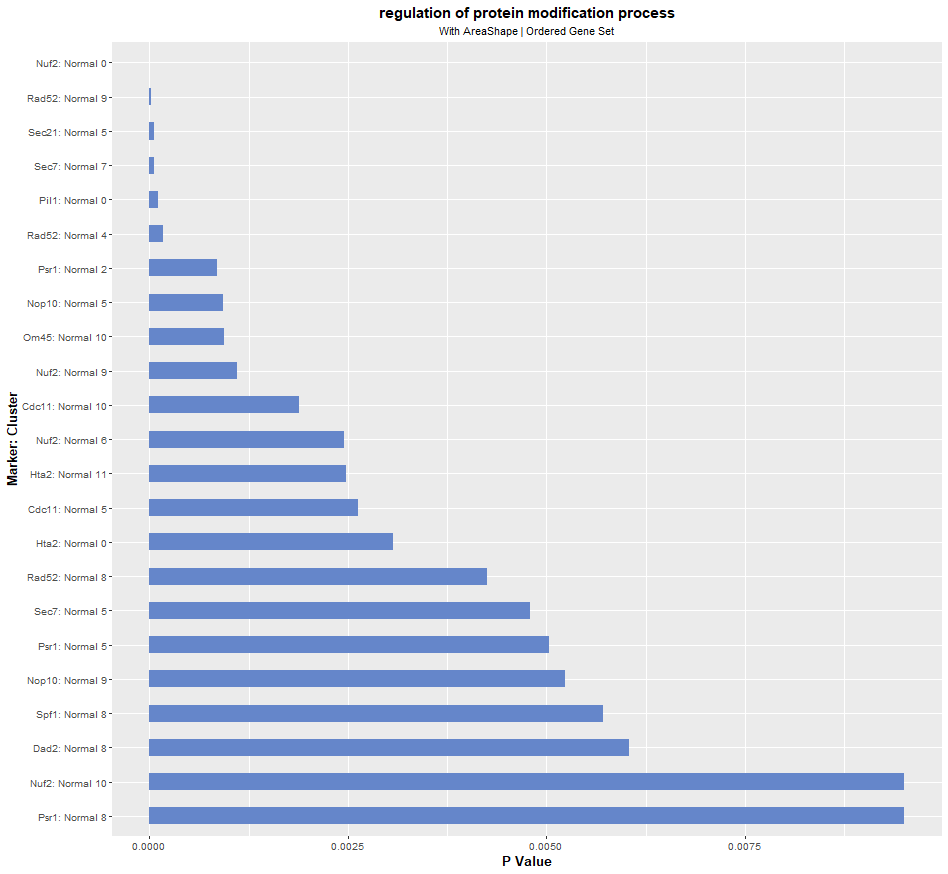 regulation of protein modification process
With AreaShape | Ordered Gene Set
Marker: Cluster
Nuf2: Normal 0
Rad52: Normal 9
Sec21: Normal 5
Sec7: Normal 7
Pil1: Normal 0
Rad52: Normal 4
Psr1: Normal 2
Nop10: Normal 5
Om45: Normal 10
Nuf2: Normal 9
Cdc11: Normal 10
Nuf2: Normal 6
Hta2: Normal 11
Cdc11: Normal 5
Hta2: Normal 0
Rad52: Normal 8
Sec7: Normal 5
Psr1: Normal 5
Nop10: Normal 9
Spf1: Normal 8
Dad2: Normal 8
Nuf2: Normal 10
Psr1: Normal 8
0.0000 0.0025 0.0050 0.0075
P Value